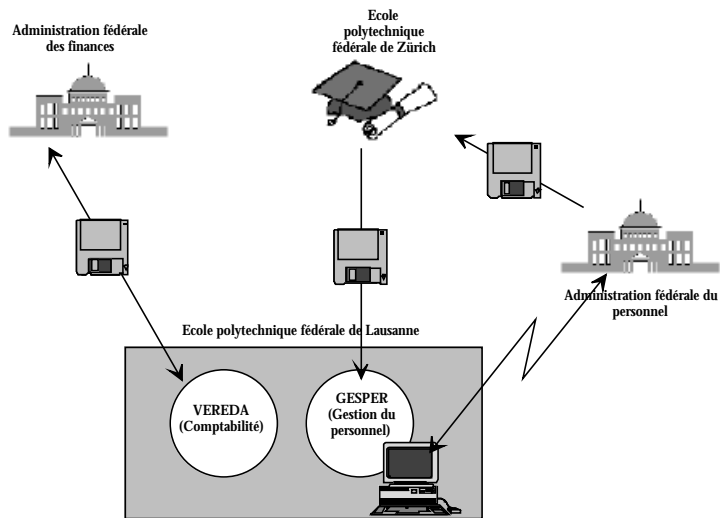 Administration fédérale
des finances
Ecole
polytechnique
fédérale de Zürich
Administration fédérale du
personnel
Ecole polytechnique fédérale de Lausanne
VEREDA
(Comptabilité)
GESPER
(Gestion du
personnel)